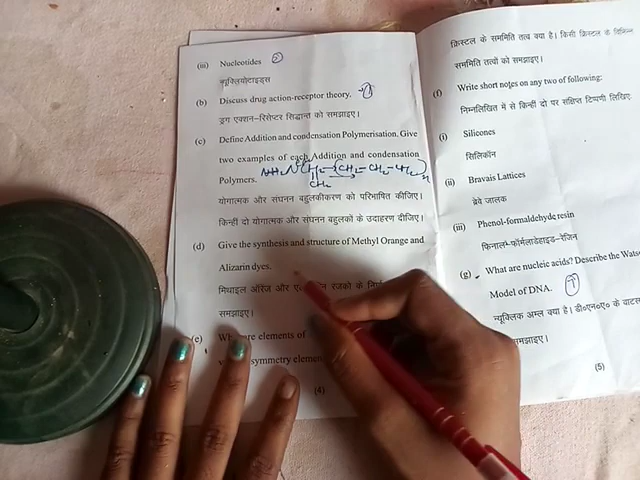 (iii) Nucleotides
न्यूक्लियोटाइड्स
(b) Discuss drug action-receptor theory.
ड्रग एक्शन-रिसेप्टर सिद्धान्त को समझाइए।
(c) Define Addition and condensation Polymerisation. Give
two examples of each Addition and condensation
Polymers.
योगात्मक और संघनन बहुलकीकरण को परिभाषित कीजिए।
किन्हीं दो योगात्मक और संघनन बहुलकों के उदाहरण दीजिए।
(d) Give the synthesis and structure of Methyl Orange and
Alizarin dyes.
मिथाइल ऑरेंज और
समझाइए।
(e) elements of
symmetry
(4)
क्रिस्टल के सममिति तत्व क्या है। किसी क्रिस्टल के विभिन्न
सममिति तत्वों को समझाइए।
(f) Write short notes on any two of following:
निम्नलिखित में से किन्हीं दो पर संक्षिप्त टिप्पणी लिखिए:
(i) Silicones
सिलिकॉन
(ii) Bravais Lattices
ब्रेवे जालक
(iii) Phenol-formaldehyde resin
फिनाल-फॉर्मलाडेहाइड-रेजिन
(g) What are nucleic acids? Describe the Wats
Model of DNA.
न्यूक्लिक अम्ल क्या है। डी०एन०ए० के वाटस
समझाइए।
(5)